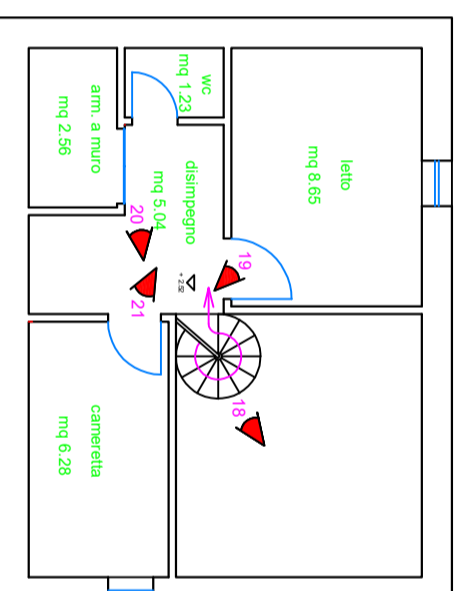 wc
mq 1.23
arm. a muro
mq 2.56
letto
mq 8.65
disimpegno
mq 5.04
20
19
+ 2.52
21
18
cameretta
mq 6.28